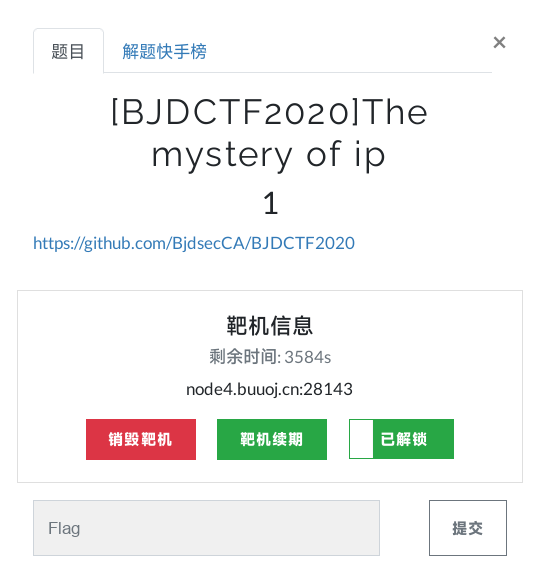 题目 解题快手榜 ×
[BJDCTF2020]The
mystery of ip
1
https://github.com/BjdsecCA/BJDCTF2020
靶机信息
剩余时间: 3584s
node4.buuoj.cn:28143
销毁靶机 靶机续期 已解锁
Flag 提交